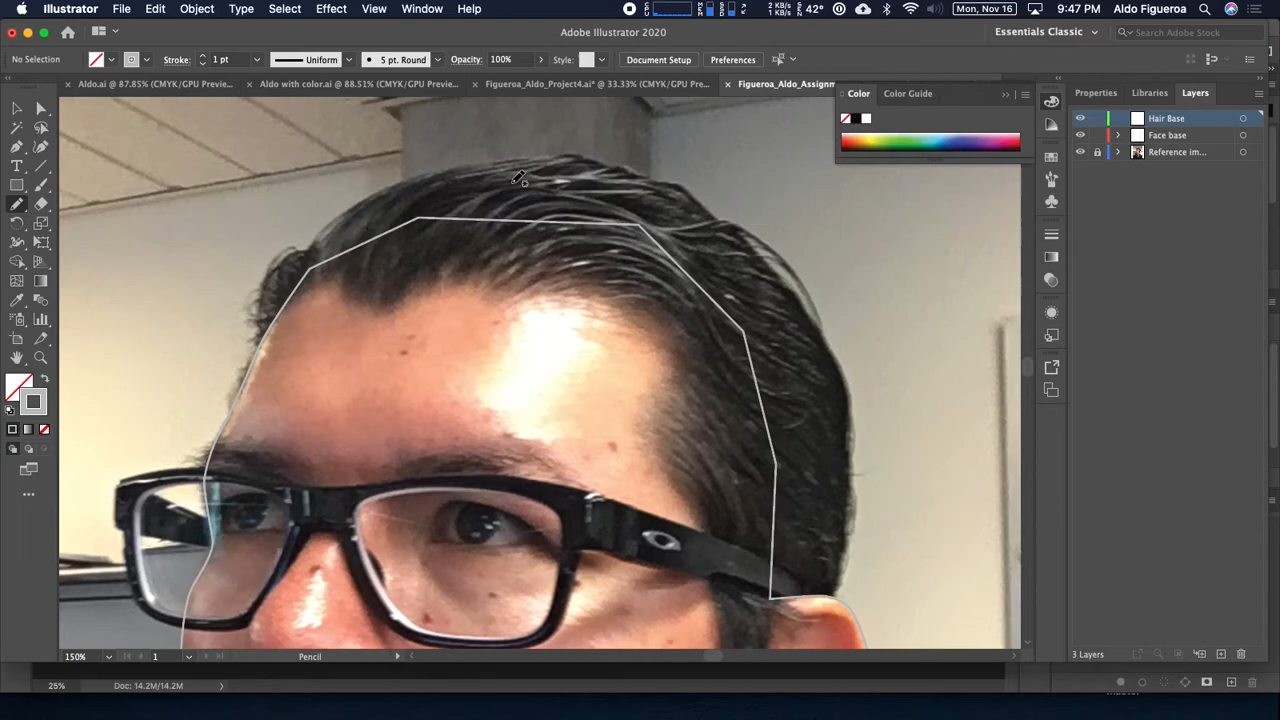 Illustrator File Edit Object Type Select Effect View Window Help
2 KB/s
2 KB/s
42°
Mon, Nov 16
9:47 PM Aldo Figueroa
Adobe Illustrator 2020
Essentials Classic
Search Adobe Stock
No Selection
Stroke:
1 pt
Uniform
5 pt. Round
Opacity:
100%
Style:
Document Setup
Preferences
Aldo.ai @ 87.85% (CMYK/GPU Previe...
Aldo with color.ai @ 88.51% (CMYK/GPU Previe...
Figueroa_Aldo_Project4.ai* @ 33.33% (CMYK/GPU Pre...
Figueroa_Aldo_Assignm
Color
Color Guide
Properties
Libraries
Layers
Hair Base
Face base
Reference im...
150%
1
Pencil
3 Layers
25%
Doc: 14.2M/14.2M